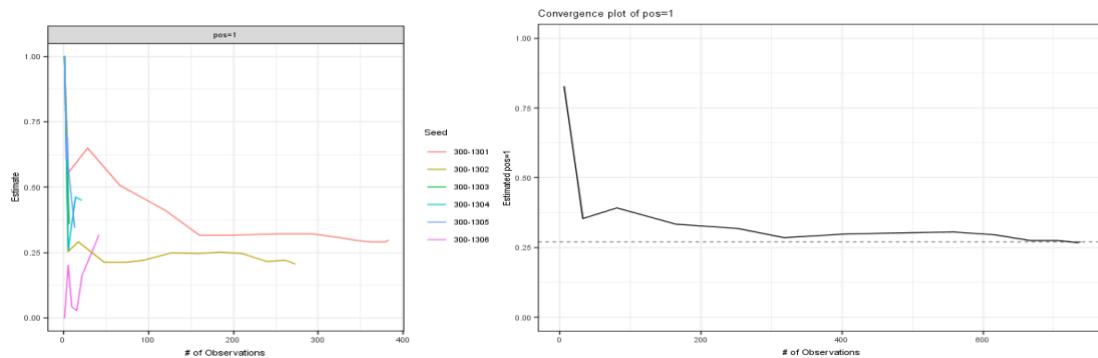 pos=1
1.00
0.75
0.50
0.25
0.00
Estimate
0 100 200 300 400
# of Observations
Seed
300-1301
300-1302
300-1303
300-1304
300-1305
300-1306
Convergence plot of pos=1
1.00
0.75
0.50
0.25
0.00
Estimated pos=1
0 200 400 600
# of Observations